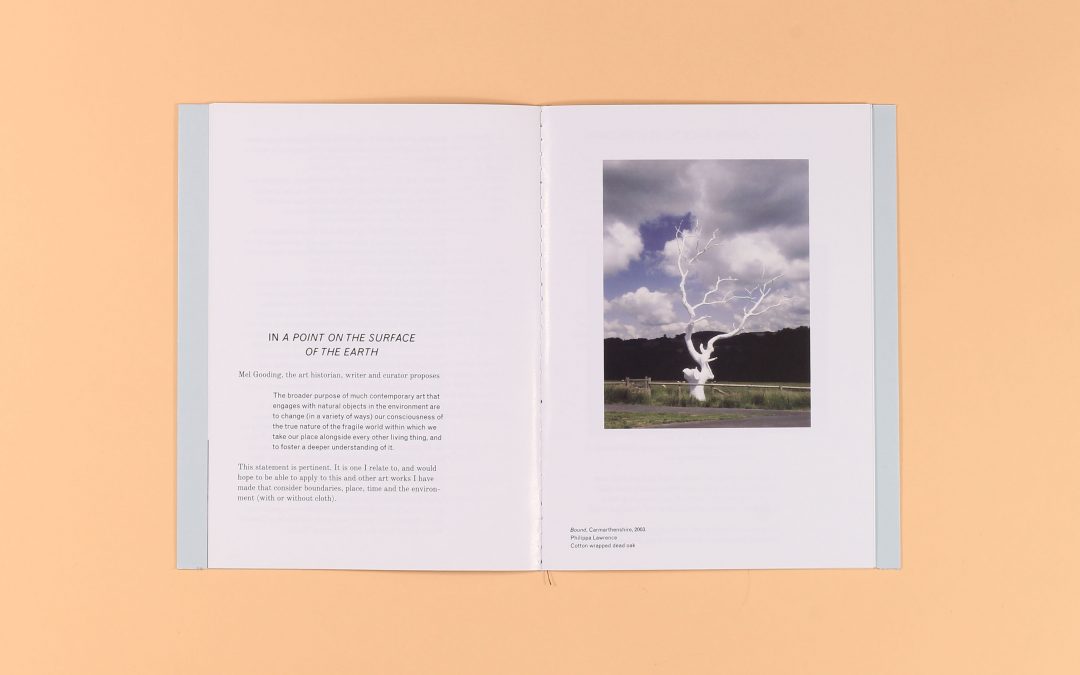 IN A POINT ON THE SURFACE
OF THE EARTH
Mel Gooding, the art historian, writer and curator proposes
The broader purpose of much contemporary art that
engages with natural objects in the environment are
to change (in a variety of ways) our consciousness of
the true nature of the fragile world within which we
take our place alongside every other living thing, and
to foster a deeper understanding of it.
This statement is pertinent. It is one I relate to, and would
hope to be able to apply to this and other art works I have
made that consider boundaries, place, time and the environ-
ment (with or without cloth).
Bound, Carmarthenshire, 2003
Philippa Lawrence
Cotton wrapped dead oak